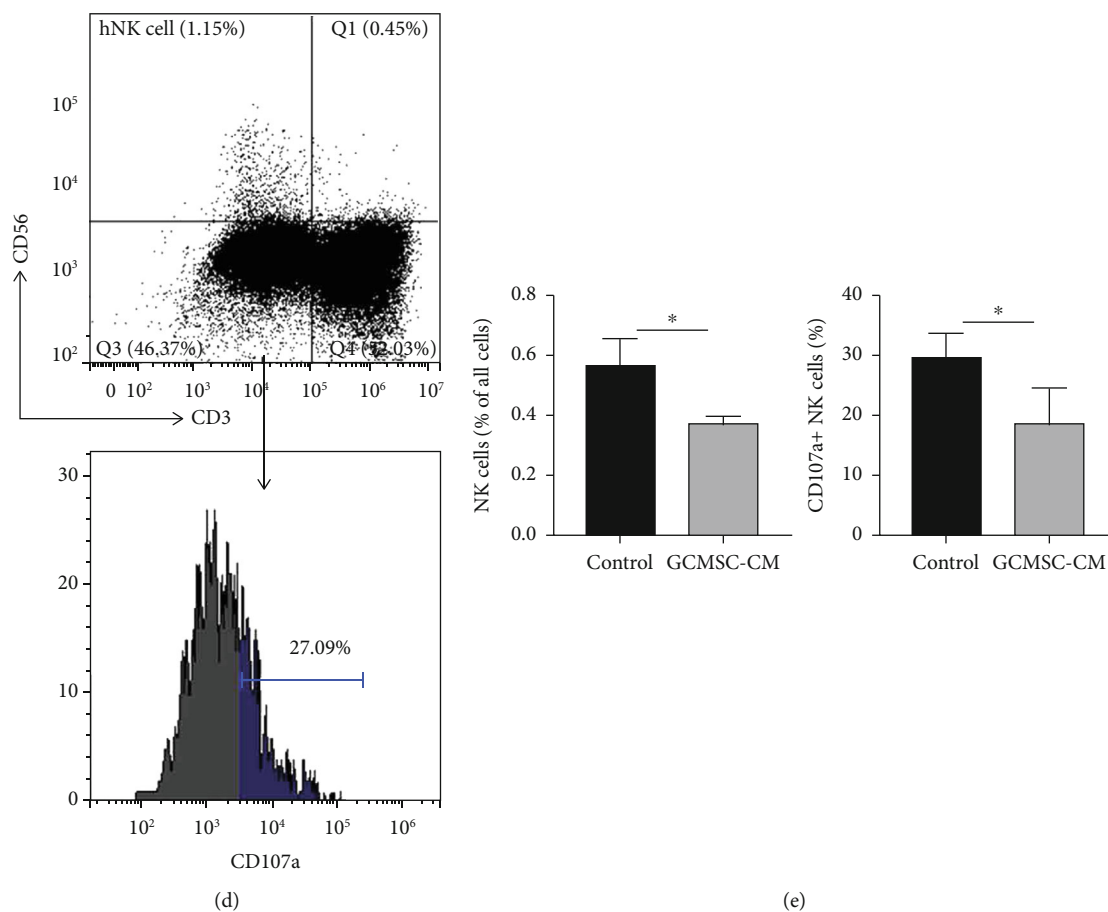 hNK cell (1.15%) Q1 (0.45%)
10⁵
10⁴
10³
10²
CD56
Q3 (46.37%)
0 10² 10³ 10⁴ 10⁵ 10⁶ 10⁷
CD3
30
20
10
0
27.09%
10² 10³ 10⁴ 10⁵ 10⁶
CD107a
(d)
NK cells (% of all cells)
0.8
0.6
0.4
0.2
0.0
*
Control GCMSC-CM
CD107a+ NK cells (%)
40
30
20
10
0
*
Control GCMSC-CM
(e)